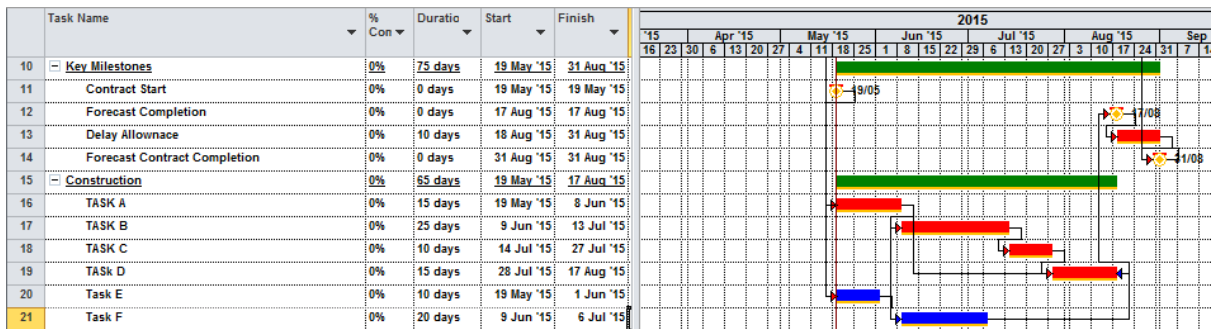 Task Name % Con Duratio Start Finish
2015
'15 Apr '15 May '15 Jun '15 Jul '15 Aug '15 Sep
16 23 30 6 13 20 27 4 11 18 25 1 8 15 22 29 6 13 20 27 3 10 17 24 31 7 14
10 Key Milestones 0% 75 days 19 May '15 31 Aug '15
11 Contract Start 0% 0 days 19 May '15 19 May '15 19/05
12 Forecast Completion 0% 0 days 17 Aug '15 17 Aug '15 17/08
13 Delay Allownace 0% 10 days 18 Aug '15 31 Aug '15
14 Forecast Contract Completion 0% 0 days 31 Aug '15 31 Aug '15 31/08
15 Construction 0% 65 days 19 May '15 17 Aug '15
16 TASK A 0% 15 days 19 May '15 8 Jun '15
17 TASK B 0% 25 days 9 Jun '15 13 Jul '15
18 TASK C 0% 10 days 14 Jul '15 27 Jul '15
19 TASk D 0% 15 days 28 Jul '15 17 Aug '15
20 Task E 0% 10 days 19 May '15 1 Jun '15
21 Task F 0% 20 days 9 Jun '15 6 Jul '15